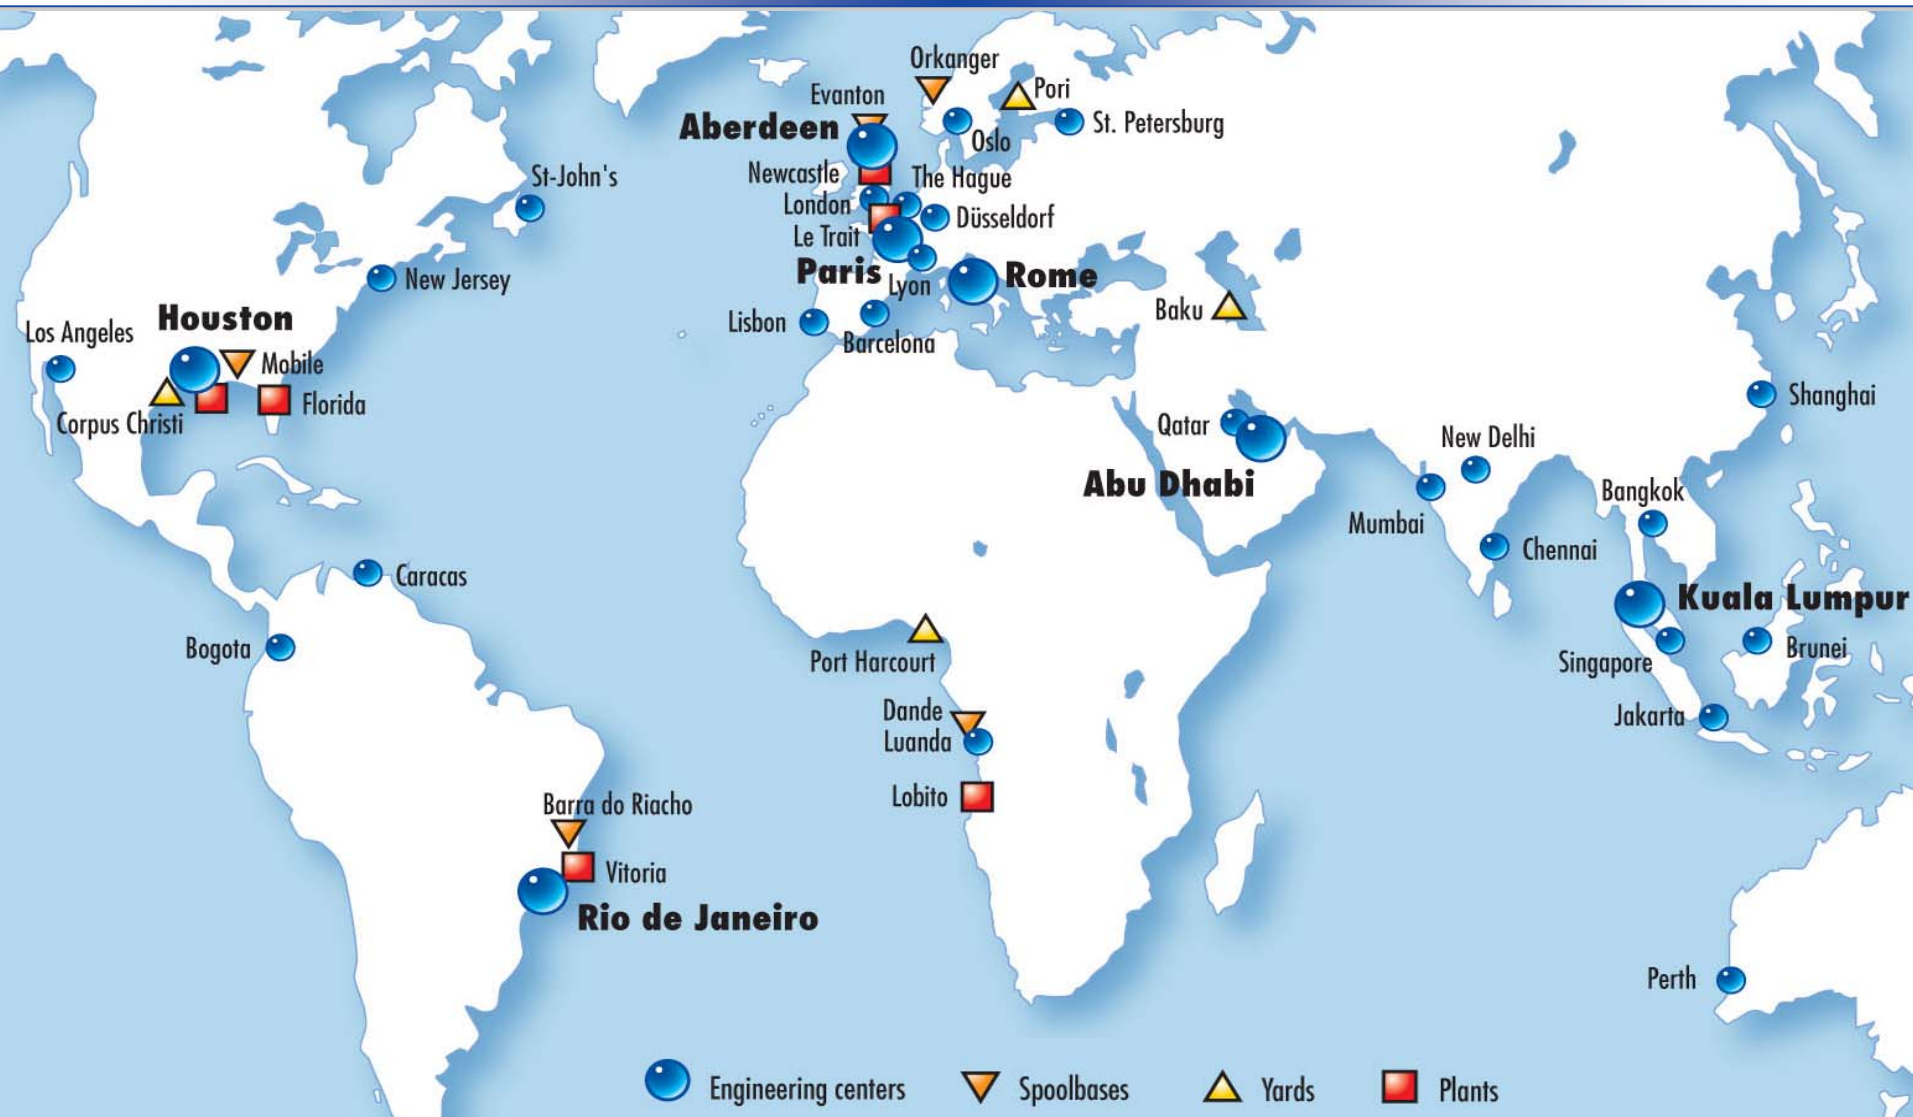 Orkanger
Pori
Evanton
Aberdeen
St. Petersburg
Oslo
Newcastle
The Hague
St-John's
London
Düsseldorf
Le Trait
Paris
Lyon
Rome
New Jersey
Baku
Houston
Lisbon
Barcelona
Los Angeles
Mobile
Florida
Corpus Christi
Shanghai
Qatar
New Delhi
Abu Dhabi
Bangkok
Mumbai
Chennai
Caracas
Kuala Lumpur
Bogota
Brunei
Port Harcourt
Singapore
Dande
Jakarta
Luanda
Lobito
Barra do Riacho
Vitoria
Rio de Janeiro
Perth
Engineering centers
Spoolbases
Yards
Plants